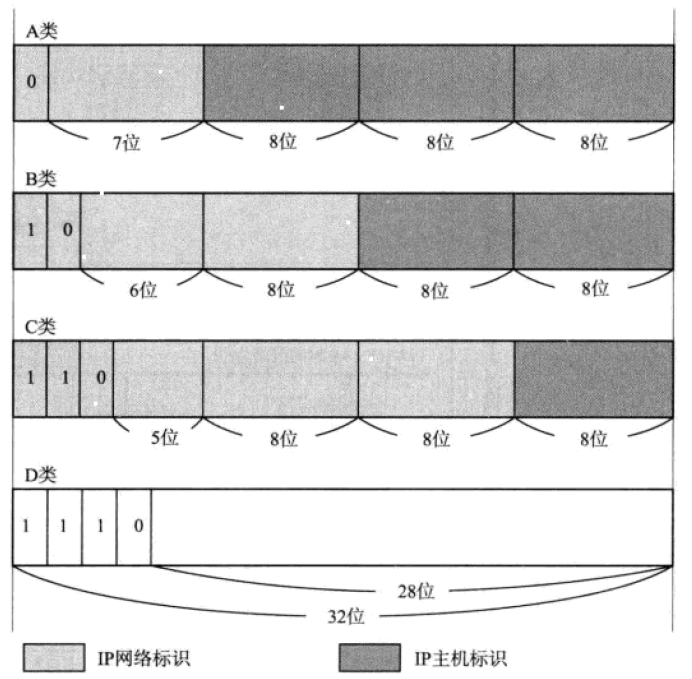 A类
0
7位 8位 8位 8位
B类
1 0
6位 8位 8位 8位
C类
1 1 0
5位 8位 8位 8位
D类
1 1 1 0
28位
32位
IP网络标识 IP主机标识